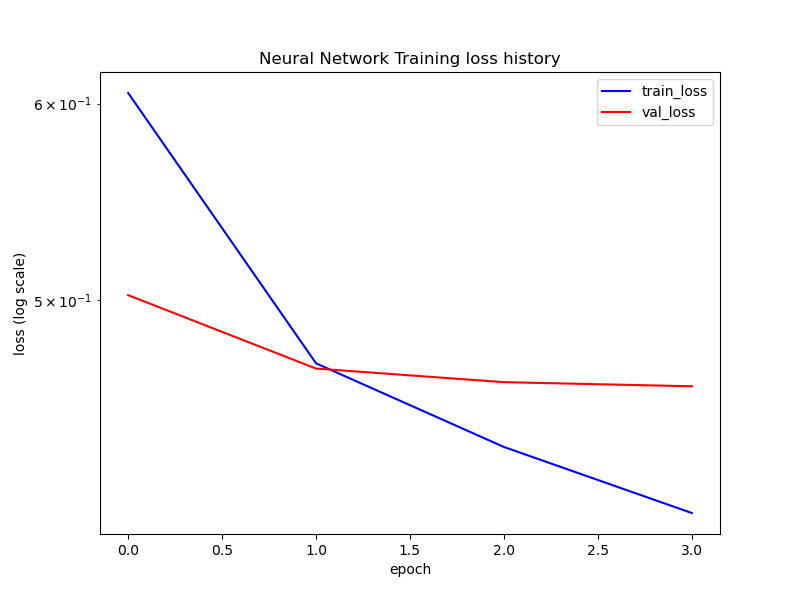 Neural Network Training loss history
train_loss
val_loss
6 × 10⁻¹
5 × 10⁻¹
loss (log scale)
0.0 0.5 1.0 1.5 2.0 2.5 3.0
epoch